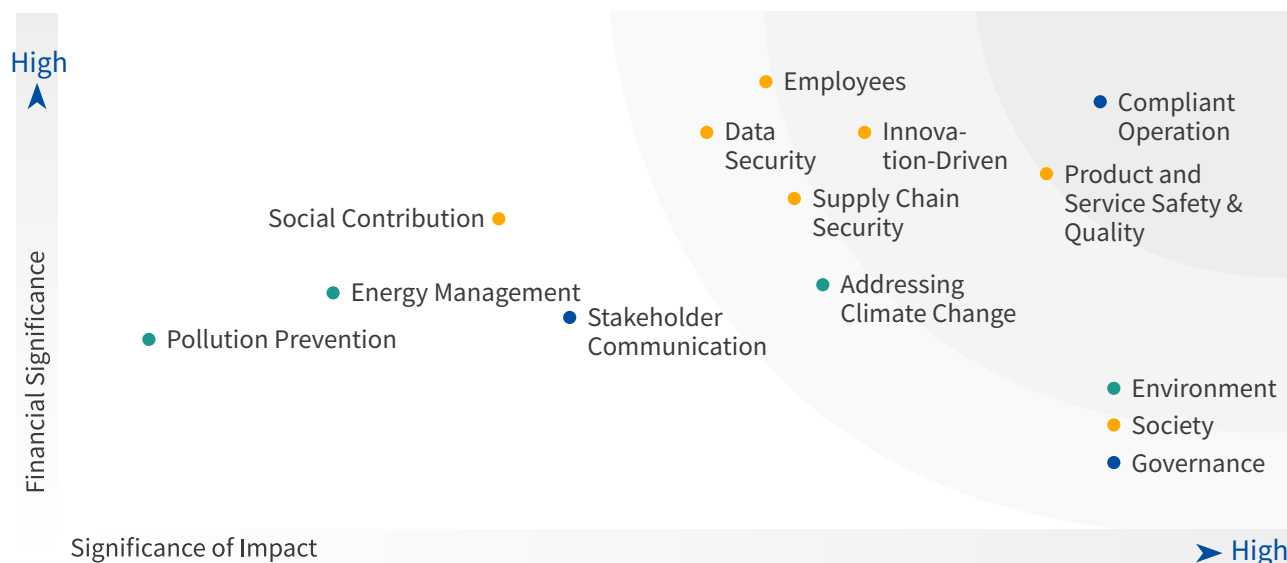 High
Financial Significance
Employees
Data
Security
Innova-
tion-Driven
Compliant
Operation
Product and
Service Safety &
Quality
Supply Chain
Security
Social Contribution
Energy Management
Addressing
Climate Change
Stakeholder
Communication
Pollution Prevention
Environment
Society
Governance
Significance of Impact
High